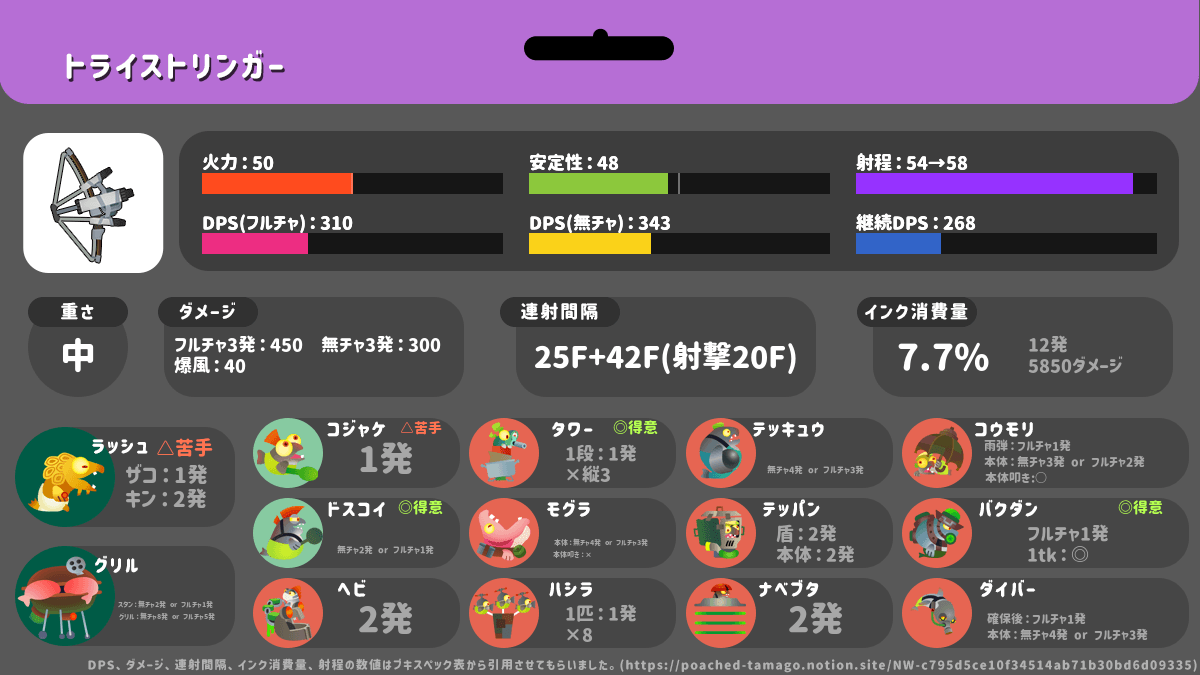 トライストリンガー
火力：50
安定性：48
射程：54→58
DPS(フルチャ)：310
DPS(無チャ)：343
継続DPS：268
重さ
中
ダメージ
フルチャ3発：450 無チャ3発：300
爆風：40
連射間隔
25F+42F(射撃20F)
インク消費量
7.7%
12発
5850ダメージ
ラッシュ △苦手
ザコ：1発
キン：2発
コジャケ △苦手
1発
タワー ◎得意
1段：1発
×縦3
テッキュウ
無チャ4発 or フルチャ3発
コウモリ
雨弾：フルチャ1発
本体：無チャ3発 or フルチャ2発
本体叩き:○
ドスコイ ◎得意
無チャ2発 or フルチャ1発
モグラ
本体：無チャ4発 or フルチャ3発
本体叩き：×
テッパン
盾：2発
本体：2発
バクダン ◎得意
フルチャ1発
1tk：◎
グリル
スタン：無チャ2発 or フルチャ1発
グリル：無チャ8発 or フルチャ5発
ヘビ
2発
ハシラ
1匹：1発
×8
ナベブタ
2発
ダイバー
確保後：フルチャ1発
本体：無チャ4発 or フルチャ3発
DPS、ダメージ、連射間隔、インク消費量、射程の数値はブキスペック表から引用させてもらいました。(https://poached-tamago.notion.site/NW-c795d5ce10f34514ab71b30bd6d09335)